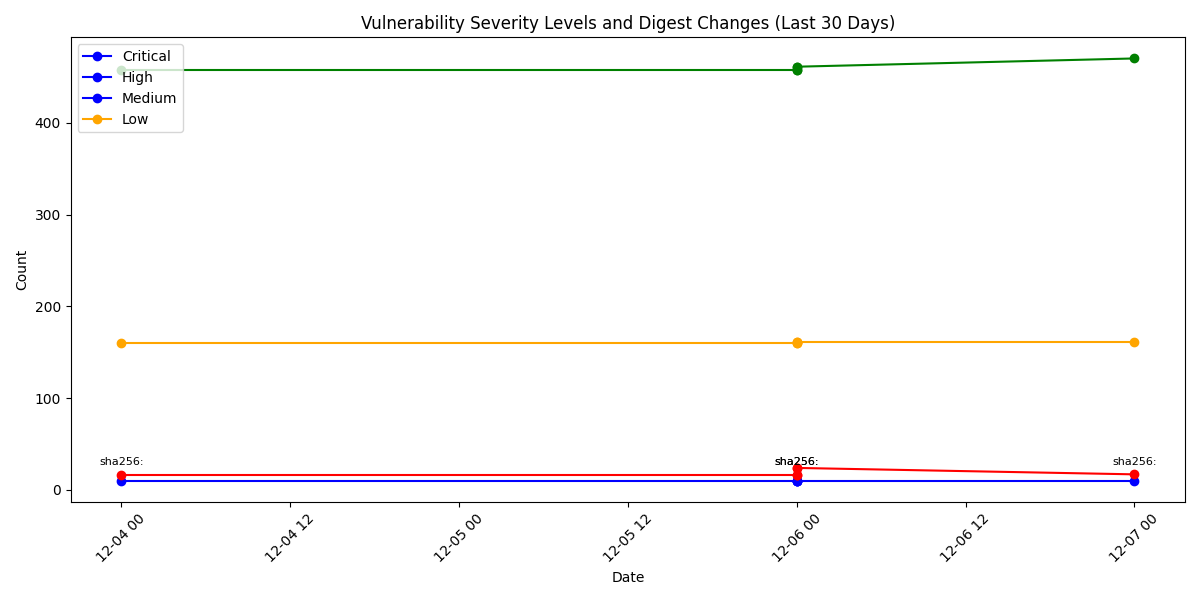 Vulnerability Severity Levels and Digest Changes (Last 30 Days)
Critical
High
Medium
Low
Count
400
300
200
100
0
sha256:
sha256:
sha256:
12-04 00
12-04 12
12-05 00
12-05 12
12-06 00
12-06 12
12-07 00
Date